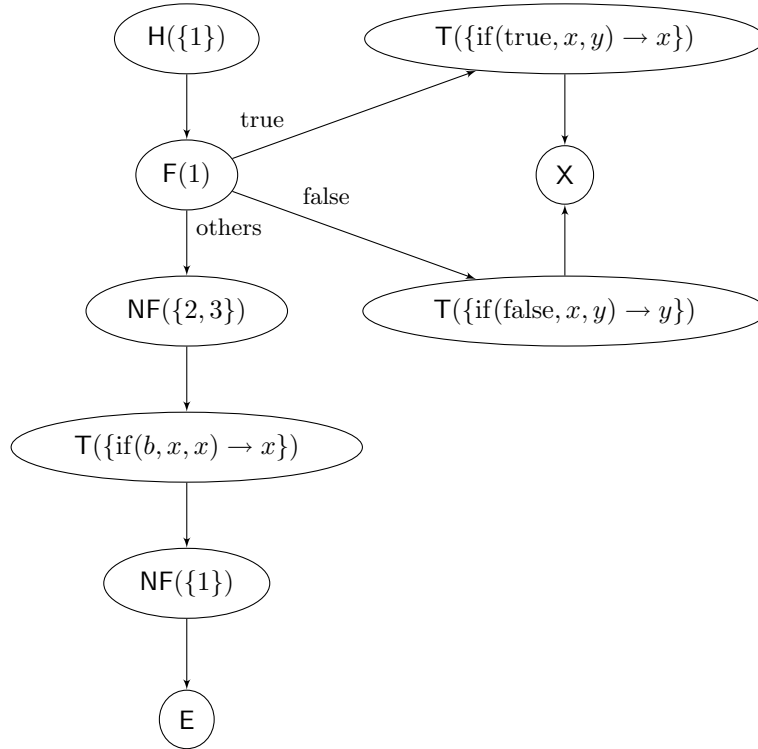 H({1})
T({if(true, x, y) → x})
true
F(1)
X
false
others
NF({2, 3})
T({if(false, x, y) → y})
T({if(b, x, x) → x})
NF({1})
E